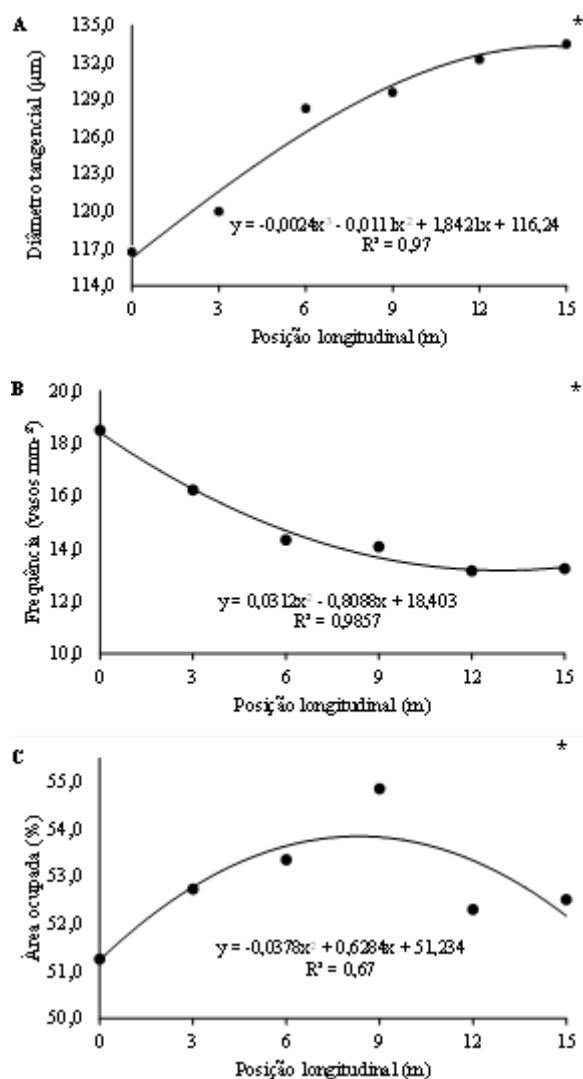 A
*
Diâmetro tangencial (μm)
135,0
132,0
129,0
126,0
123,0
120,0
117,0
114,0
y = -0,0024x³ - 0,0111x² + 1,8421x + 116,24
R² = 0,97
0 3 6 9 12 15
Posição longitudinal (m)
B
*
Frequência (vasos mm-²)
20,0
18,0
16,0
14,0
12,0
10,0
y = 0,0312x² - 0,8088x + 18,403
R² = 0,9857
0 3 6 9 12 15
Posição longitudinal (m)
C
*
Área ocupada (%)
55,0
54,0
53,0
52,0
51,0
50,0
y = -0,0378x² + 0,6284x + 51,234
R² = 0,67
0 3 6 9 12 15
Posição longitudinal (m)